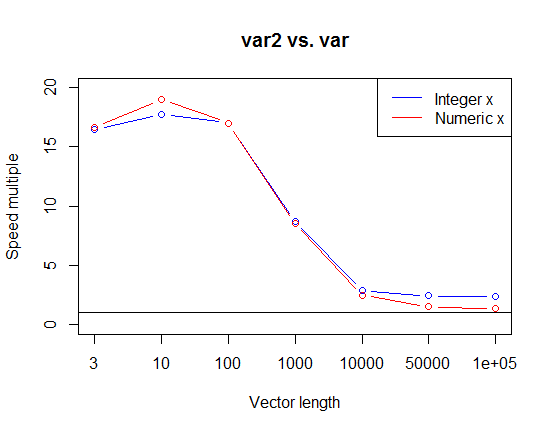 var2 vs. var
Integer x
Numeric x
Speed multiple
20
15
10
5
0
3 10 100 1000 10000 50000 1e+05
Vector length